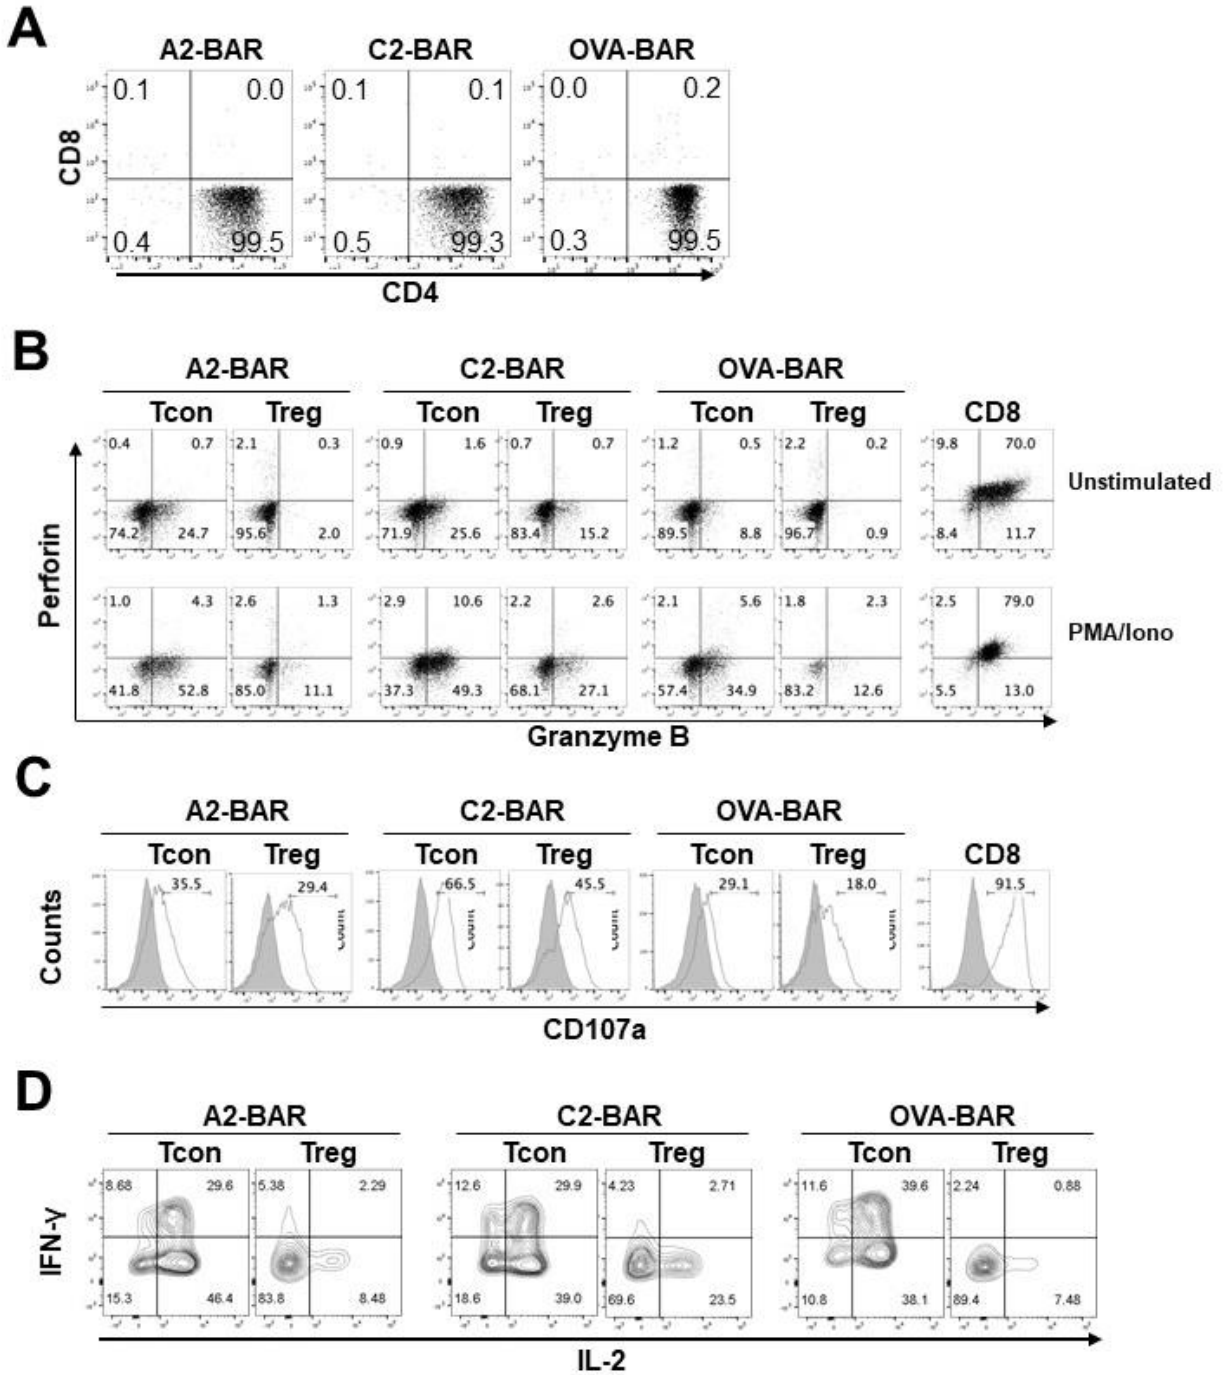 A
A2-BAR C2-BAR OVA-BAR
0.1 0.0 0.1 0.1 0.0 0.2
CD8
0.4 99.5 0.5 99.3 0.3 99.5
CD4
B
A2-BAR C2-BAR OVA-BAR
Tcon Treg Tcon Treg Tcon Treg CD8
0.4 0.7 2.1 0.3 0.9 1.6 0.7 0.7 1.2 0.5 2.2 0.2 9.8 70.0
Unstimulated
74.2 24.7 95.6 2.0 71.9 25.6 83.4 15.2 89.5 8.8 96.7 0.9 8.4 11.7
Perforin
1.0 4.3 2.6 1.3 2.9 10.6 2.2 2.6 2.1 5.6 1.8 2.3 2.5 79.0
PMA/Iono
41.8 52.8 85.0 11.1 37.3 49.3 68.1 27.1 57.4 34.9 83.2 12.6 5.5 13.0
Granzyme B
C
A2-BAR C2-BAR OVA-BAR
Tcon Treg Tcon Treg Tcon Treg CD8
35.5 29.4 66.5 45.5 29.1 18.0 91.5
Counts
CD107a
D
A2-BAR C2-BAR OVA-BAR
Tcon Treg Tcon Treg Tcon Treg
8.68 29.6 5.38 2.29 12.6 29.9 4.23 2.71 11.6 39.6 2.24 0.88
IFN-γ
15.3 46.4 83.8 8.48 18.6 39.0 69.6 23.5 10.8 38.1 89.4 7.48
IL-2